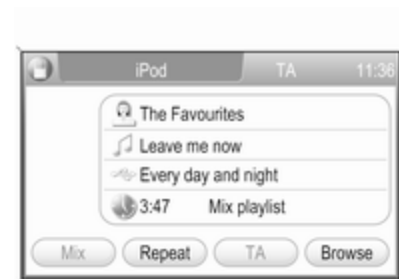 iPod TA 11:36
The Favourites
Leave me now
Every day and night
3:47 Mix playlist
Mix Repeat TA Browse